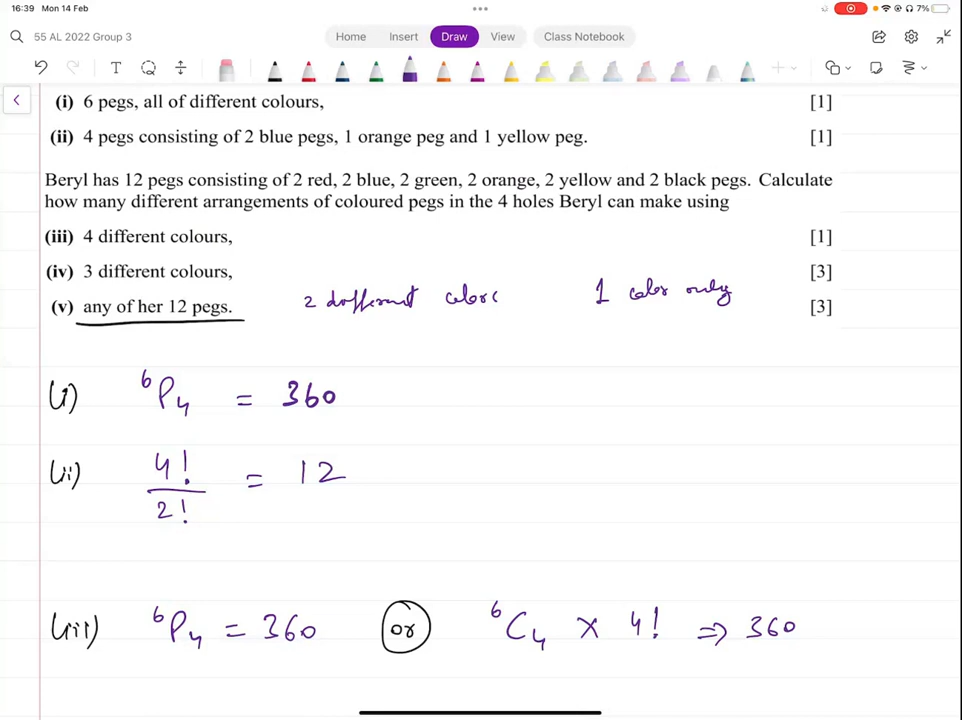 16:39 Mon 14 Feb
7%
55 AL 2022 Group 3
Home Insert Draw View Class Notebook
(i) 6 pegs, all of different colours, [1]
(ii) 4 pegs consisting of 2 blue pegs, 1 orange peg and 1 yellow peg. [1]
Beryl has 12 pegs consisting of 2 red, 2 blue, 2 green, 2 orange, 2 yellow and 2 black pegs. Calculate
how many different arrangements of coloured pegs in the 4 holes Beryl can make using
(iii) 4 different colours, [1]
(iv) 3 different colours, [3]
2 different colors 1 color only
(v) any of her 12 pegs. [3]
(i) ⁶P₄ = 360
(ii) 4!/2! = 12
(iii) ⁶P₄ = 360 or ⁶C₄ × 4! ⇒ 360